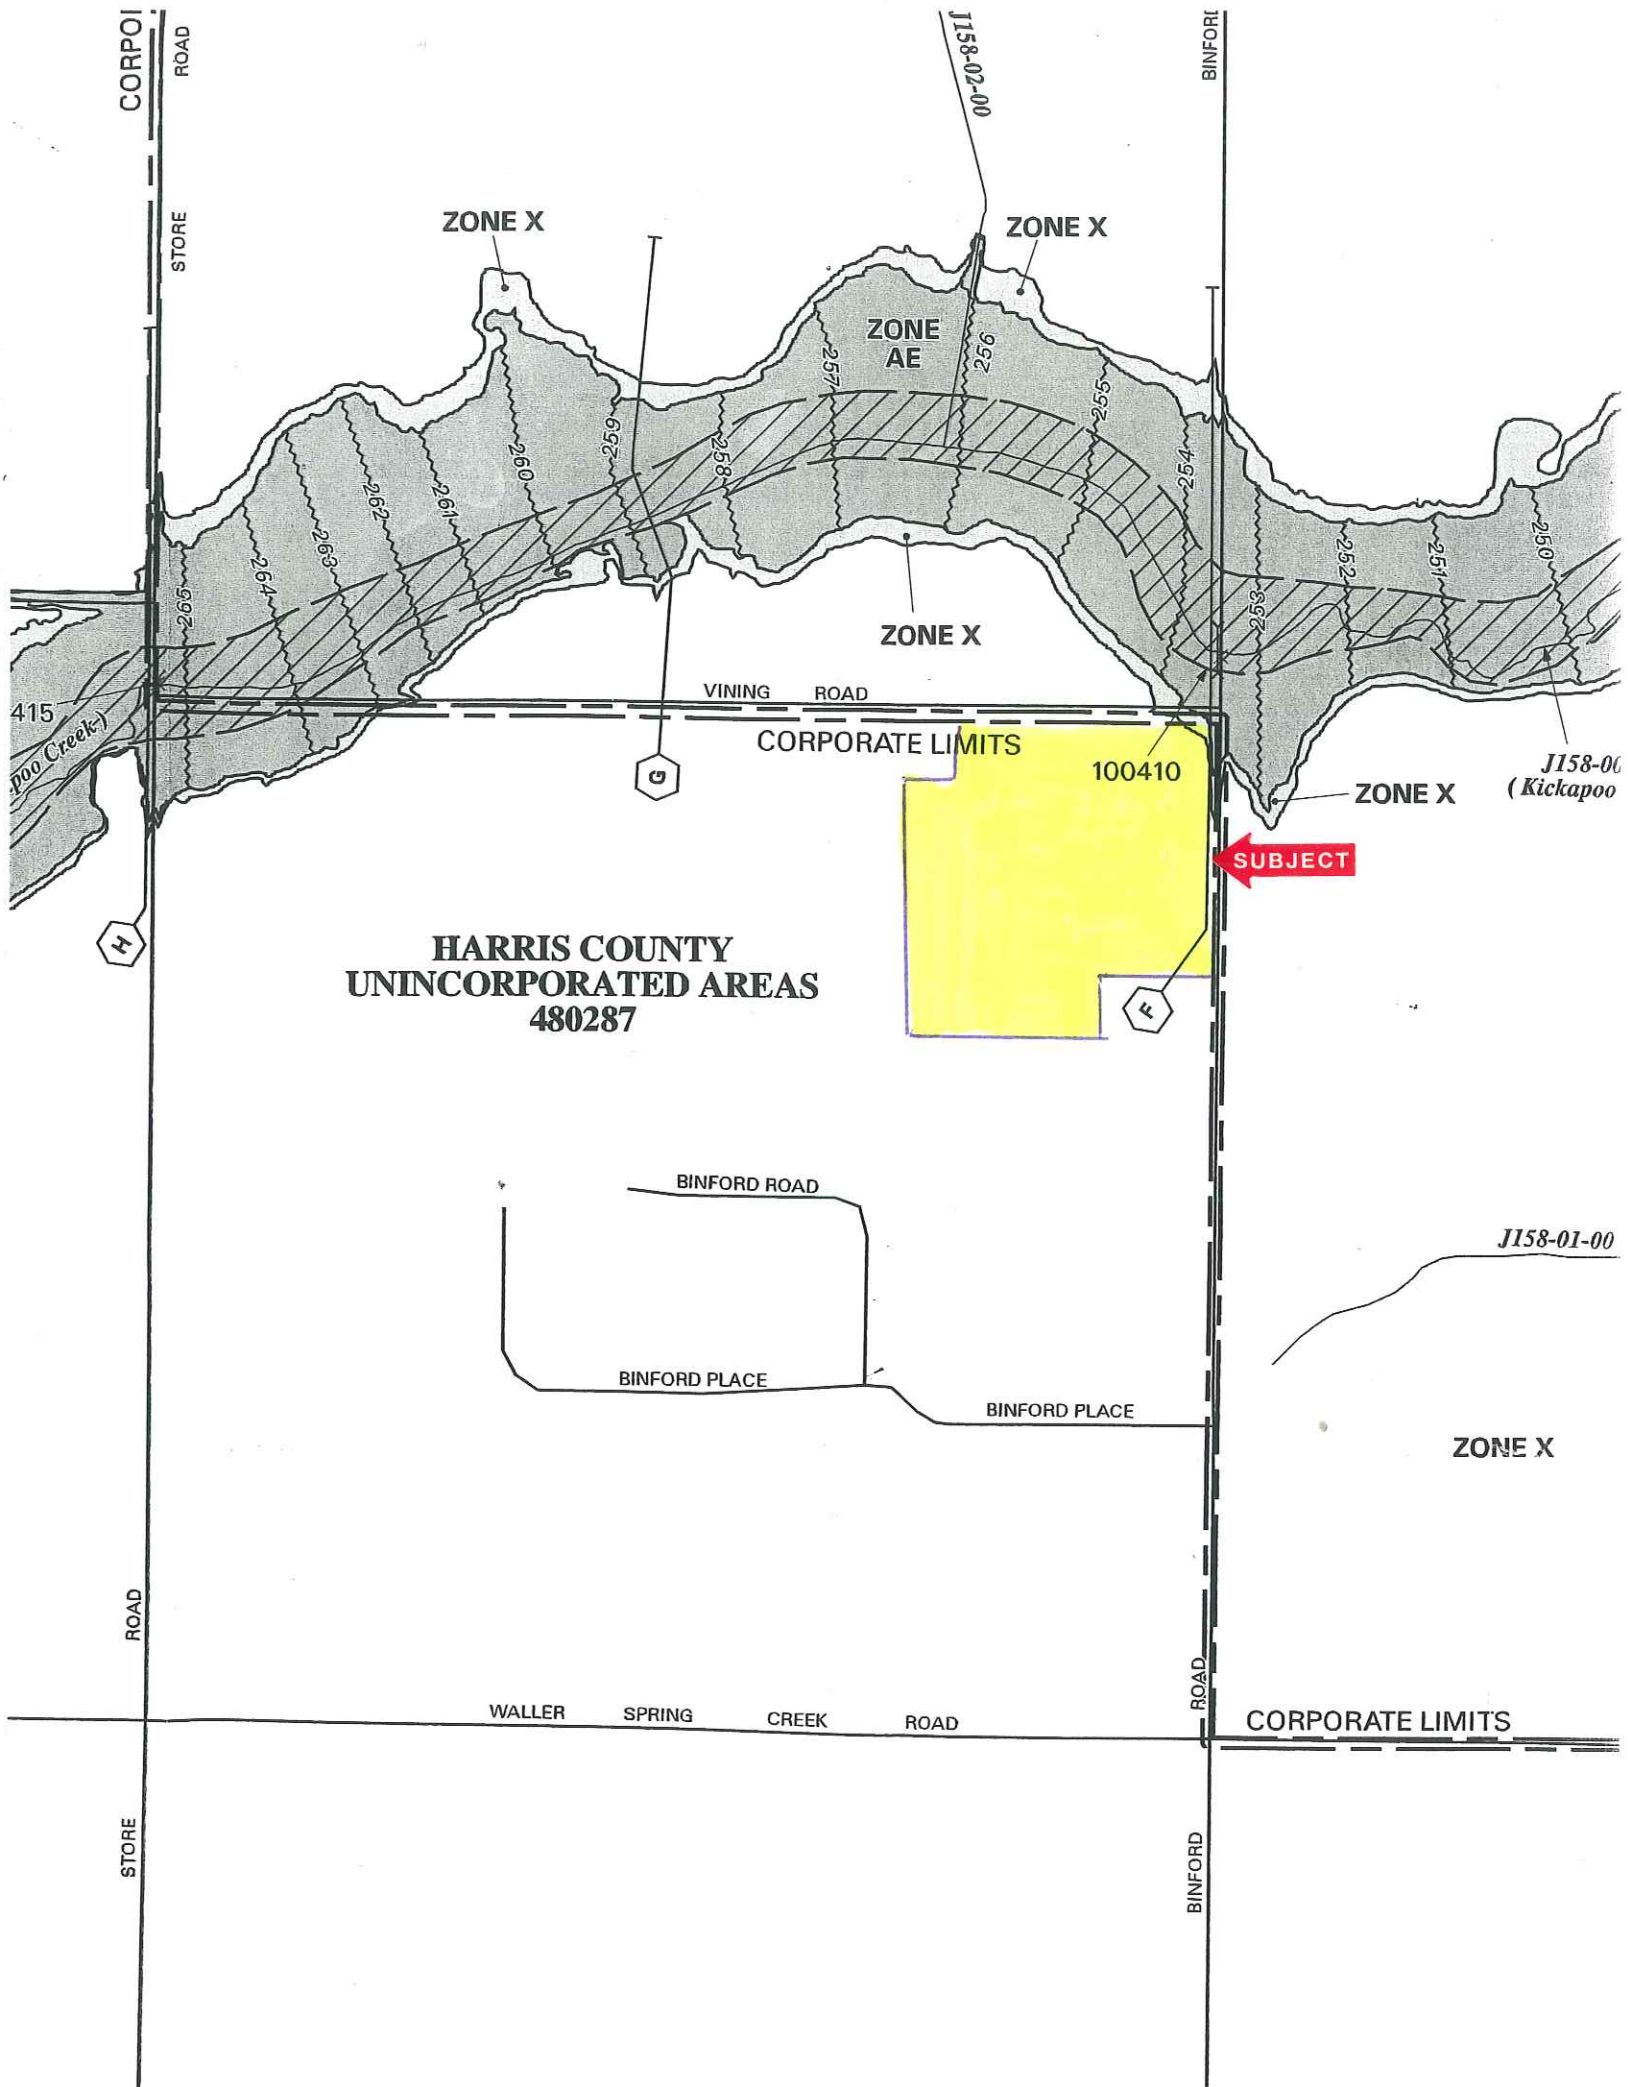 CORPOI
ROAD
J158-02-00
BINFORD
STORE
ZONE X
ZONE X
ZONE
AE
257
256
255
259
258
260
254
261
262
263
264
265
253
252
251
250
ZONE X
VINING ROAD
415
poo Creek)
CORPORATE LIMITS
100410
G
J158-00
( Kickapoo
ZONE X
SUBJECT
H
HARRIS COUNTY
UNINCORPORATED AREAS
480287
F
BINFORD ROAD
J158-01-00
BINFORD PLACE
BINFORD PLACE
ZONE X
ROAD
ROAD
WALLER SPRING CREEK ROAD
CORPORATE LIMITS
STORE
BINFORD